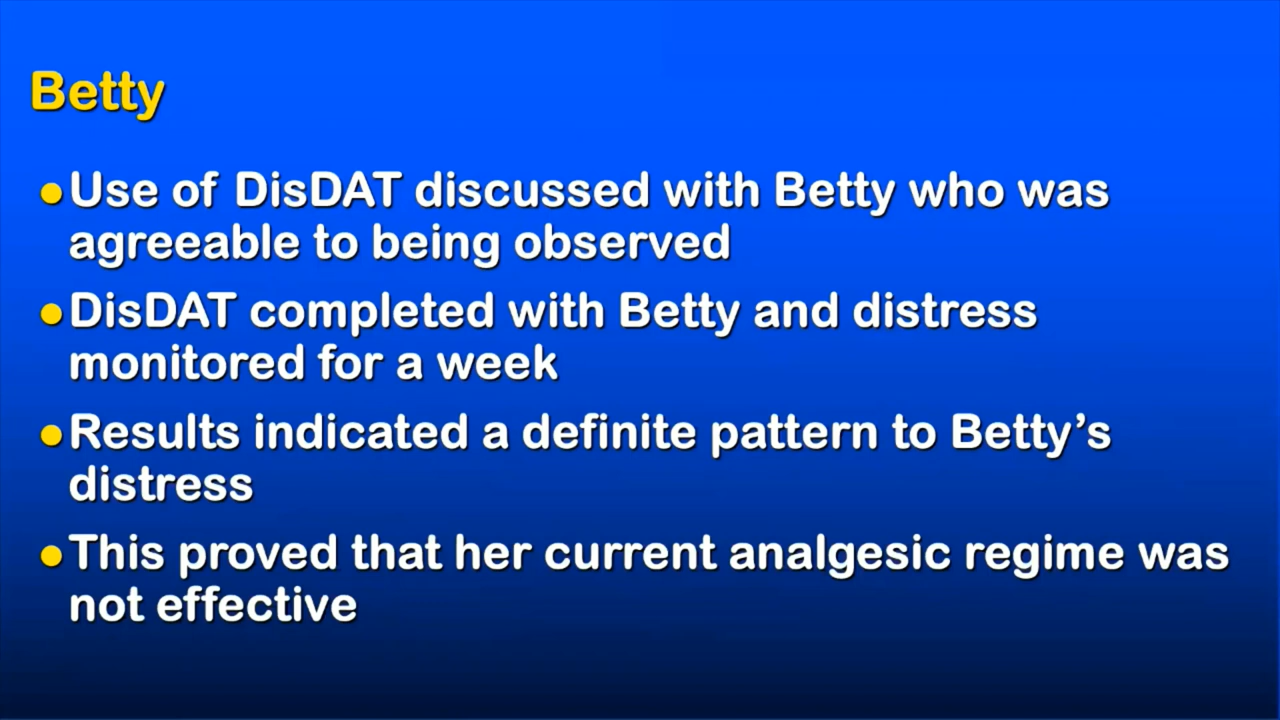 Betty
●Use of DisDAT discussed with Betty who was
agreeable to being observed
●DisDAT completed with Betty and distress
monitored for a week
●Results indicated a definite pattern to Betty’s
distress
●This proved that her current analgesic regime was
not effective